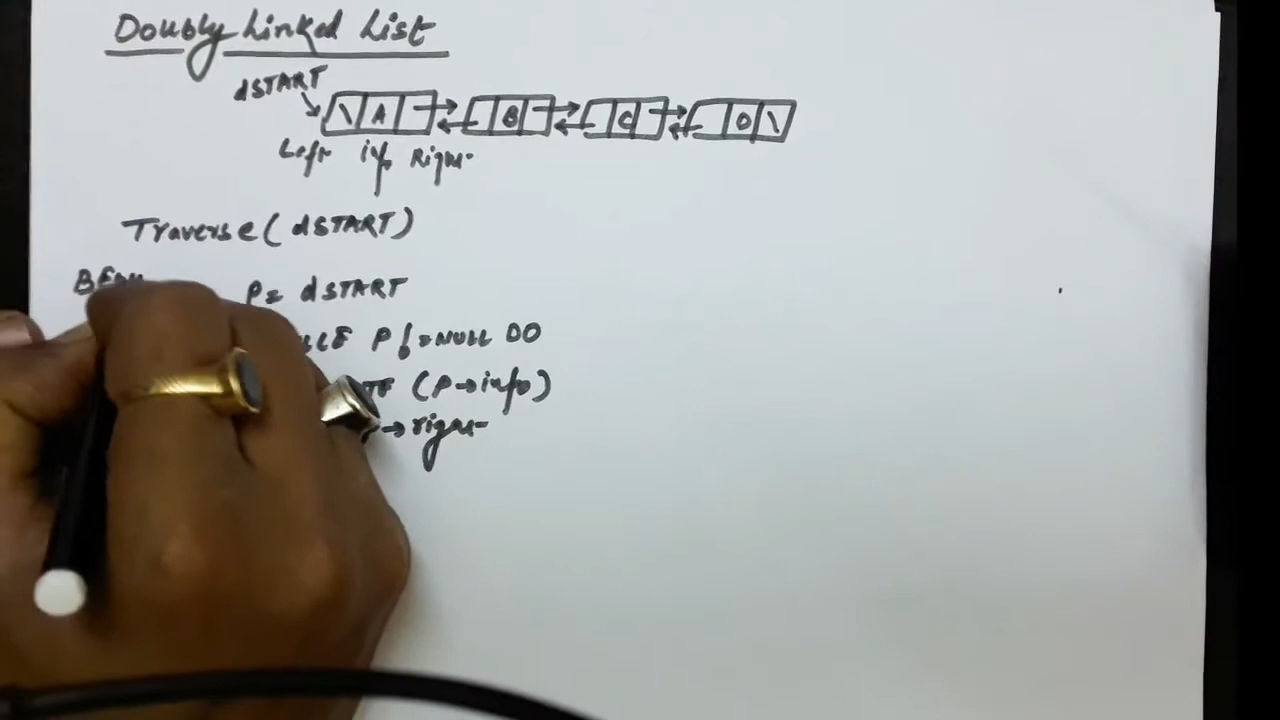 Doubly Linked List
dSTART
\ A B C D \
Left info Right
Traverse( dSTART)
P= dSTART
P != NULL DO
(P→info)
→right